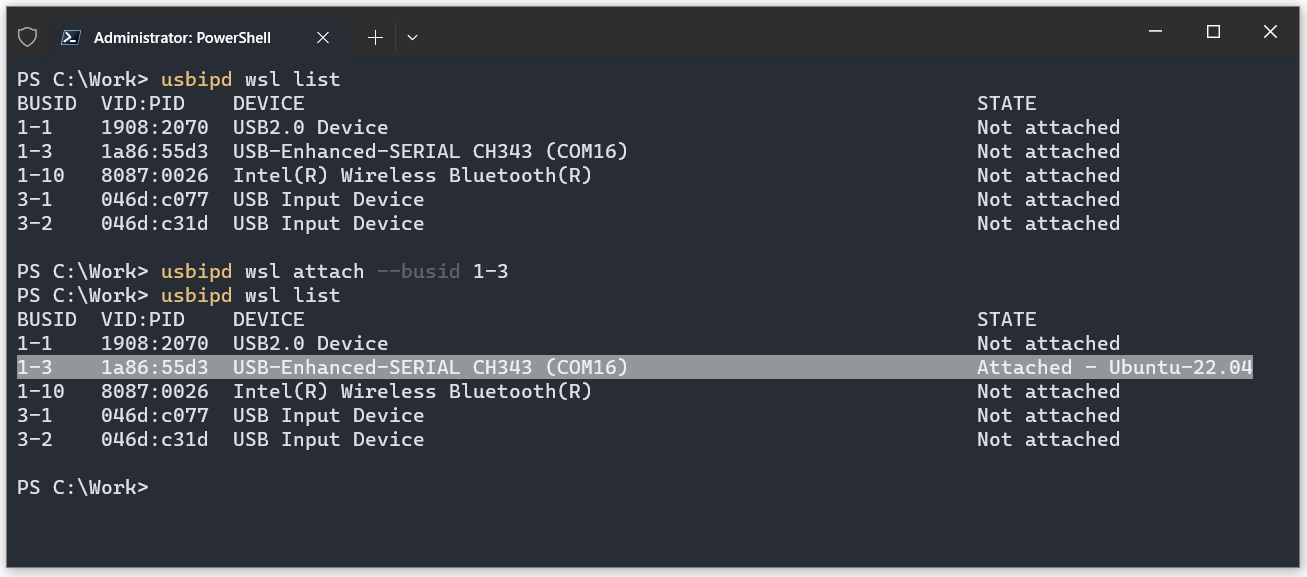 Administrator: PowerShell
PS C:\Work> usbipd wsl list
BUSID  VID:PID    DEVICE                                                        STATE
1-1    1908:2070  USB2.0 Device                                                 Not attached
1-3    1a86:55d3  USB-Enhanced-SERIAL CH343 (COM16)                             Not attached
1-10   8087:0026  Intel(R) Wireless Bluetooth(R)                                Not attached
3-1    046d:c077  USB Input Device                                              Not attached
3-2    046d:c31d  USB Input Device                                              Not attached
PS C:\Work> usbipd wsl attach --busid 1-3
PS C:\Work> usbipd wsl list
BUSID  VID:PID    DEVICE                                                        STATE
1-1    1908:2070  USB2.0 Device                                                 Not attached
1-3    1a86:55d3  USB-Enhanced-SERIAL CH343 (COM16)                             Attached - Ubuntu-22.04
1-10   8087:0026  Intel(R) Wireless Bluetooth(R)                                Not attached
3-1    046d:c077  USB Input Device                                              Not attached
3-2    046d:c31d  USB Input Device                                              Not attached
PS C:\Work>